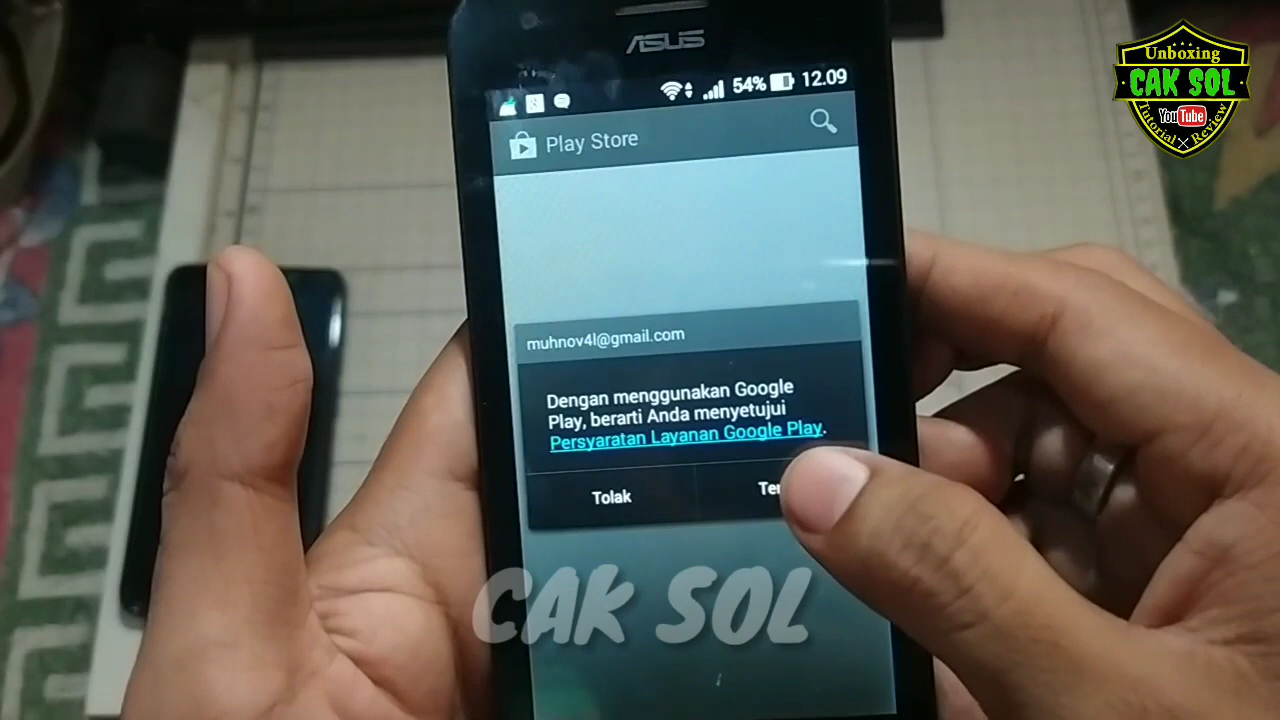 ASUS
54% 12.09
Play Store
muhnov4l@gmail.com
Dengan menggunakan Google
Play, berarti Anda menyetujui
Persyaratan Layanan Google Play.
Tolak
CAK SOL
Unboxing
CAK SOL
YouTube
Tutorial X Review